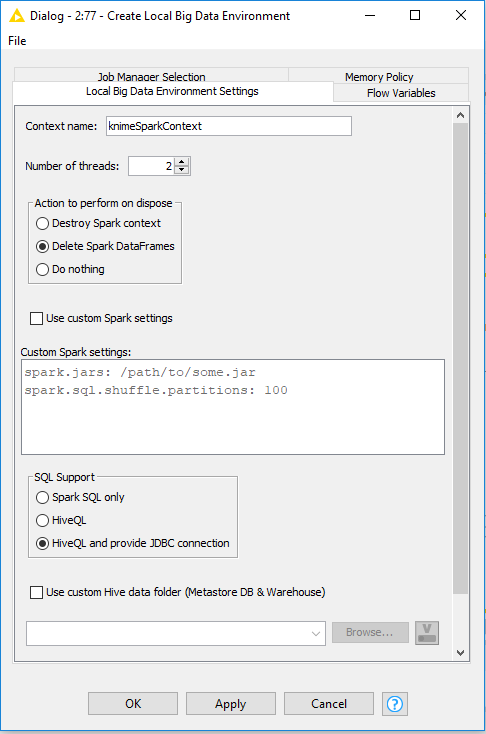 Dialog - 2:77 - Create Local Big Data Environment
File
Job Manager Selection
Memory Policy
Local Big Data Environment Settings
Flow Variables
Context name: knimeSparkContext
Number of threads: 2
Action to perform on dispose
Destroy Spark context
Delete Spark DataFrames
Do nothing
Use custom Spark settings
Custom Spark settings:
spark.jars: /path/to/some.jar
spark.sql.shuffle.partitions: 100
SQL Support
Spark SQL only
HiveQL
HiveQL and provide JDBC connection
Use custom Hive data folder (Metastore DB & Warehouse)
Browse...
V
OK
Apply
Cancel
?